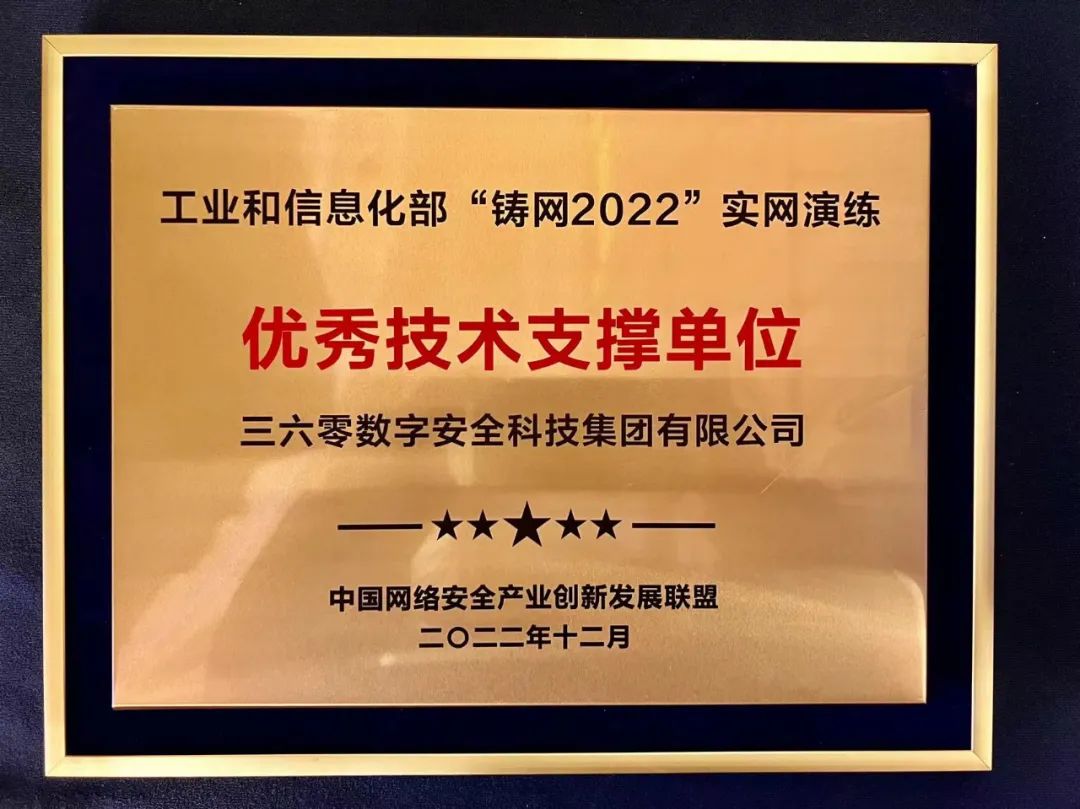 工业和信息化部“铸网2022”实网演练
优秀技术支撑单位
三六零数字安全科技集团有限公司
中国网络安全产业创新发展联盟
二〇二二年十二月